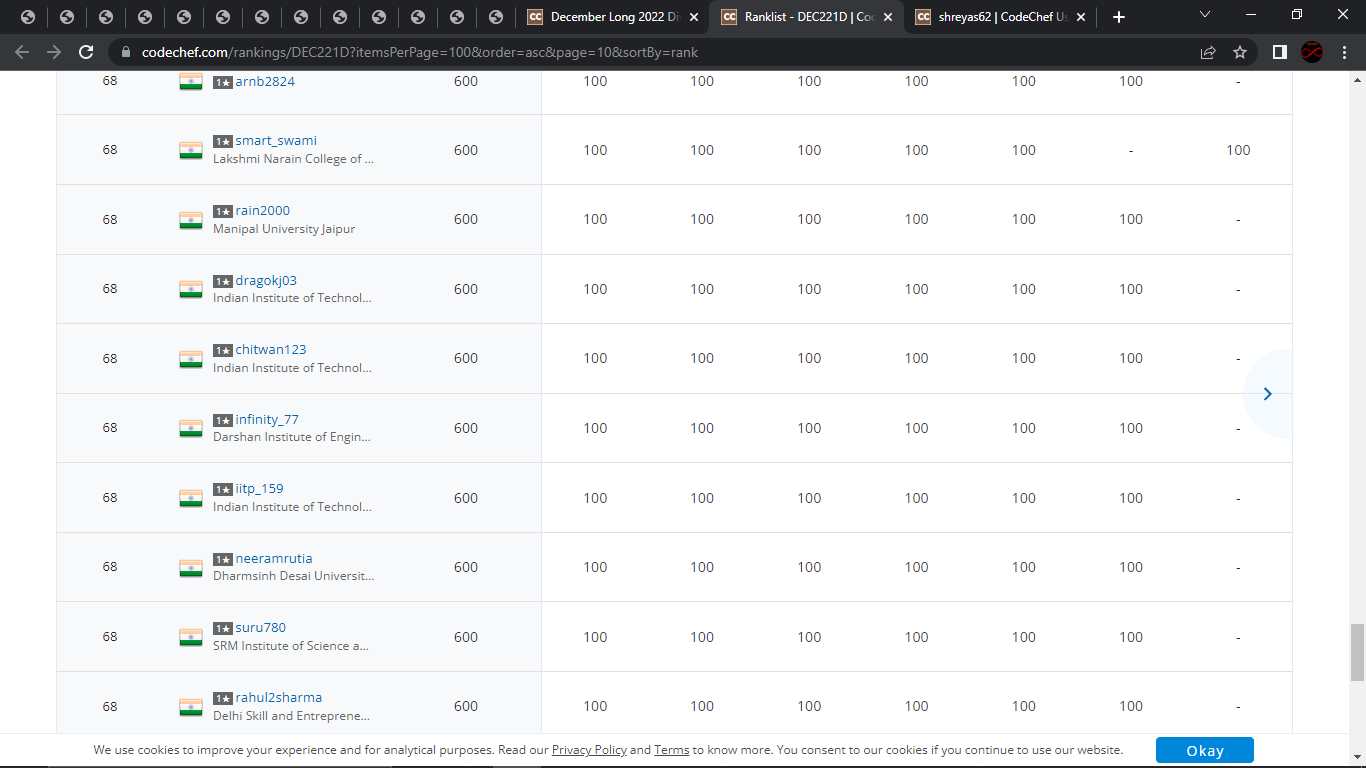 CC December Long 2022 Di
CC Ranklist - DEC221D | Co
CC shreyas62 | CodeChef Us
codechef.com/rankings/DEC221D?itemsPerPage=100&order=asc&page=10&sortBy=rank
68 1★ arnb2824 600 100 100 100 100 100 100 -
68 1★ smart_swami 600 100 100 100 100 100 - 100
Lakshmi Narain College of ...
68 1★ rain2000 600 100 100 100 100 100 100 -
Manipal University Jaipur
68 1★ dragokj03 600 100 100 100 100 100 100 -
Indian Institute of Technol...
68 1★ chitwan123 600 100 100 100 100 100 100 -
Indian Institute of Technol...
68 1★ infinity_77 600 100 100 100 100 100 100 -
Darshan Institute of Engin...
68 1★ iitp_159 600 100 100 100 100 100 100 -
Indian Institute of Technol...
68 1★ neeramrutia 600 100 100 100 100 100 100 -
Dharmsinh Desai Universit...
68 1★ suru780 600 100 100 100 100 100 100 -
SRM Institute of Science a...
68 1★ rahul2sharma 600 100 100 100 100 100 100 -
Delhi Skill and Entreprene...
We use cookies to improve your experience and for analytical purposes. Read our Privacy Policy and Terms to know more. You consent to our cookies if you continue to use our website.
Okay